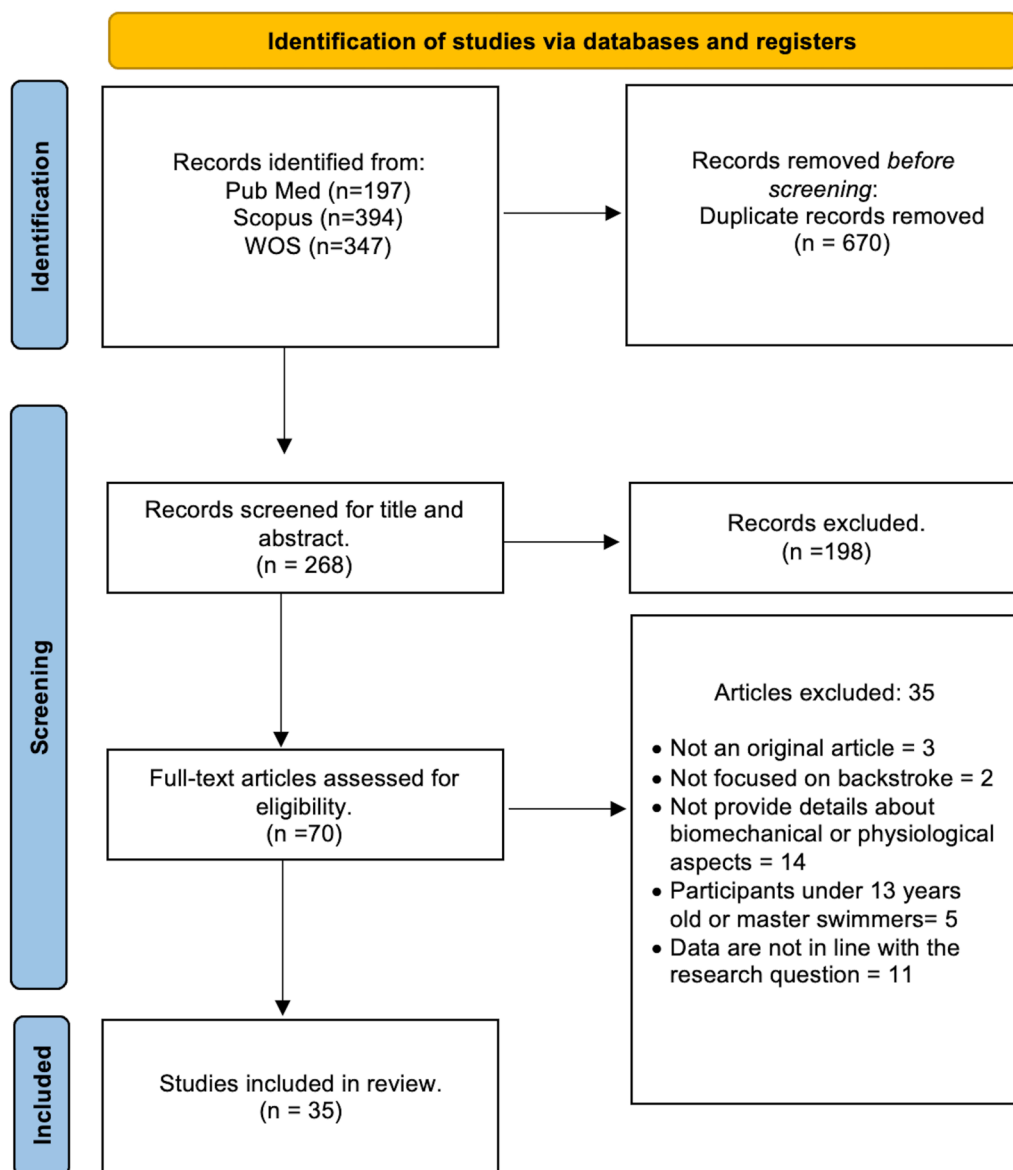 Identification of studies via databases and registers
Identification
Records identified from:
Pub Med (n=197)
Scopus (n=394)
WOS (n=347)
Records removed before
screening:
Duplicate records removed
(n = 670)
Screening
Records screened for title and
abstract.
(n = 268)
Records excluded.
(n =198)
Full-text articles assessed for
eligibility.
(n =70)
Articles excluded: 35
• Not an original article = 3
• Not focused on backstroke = 2
• Not provide details about
biomechanical or physiological
aspects = 14
• Participants under 13 years
old or master swimmers= 5
• Data are not in line with the
research question = 11
Included
Studies included in review.
(n = 35)